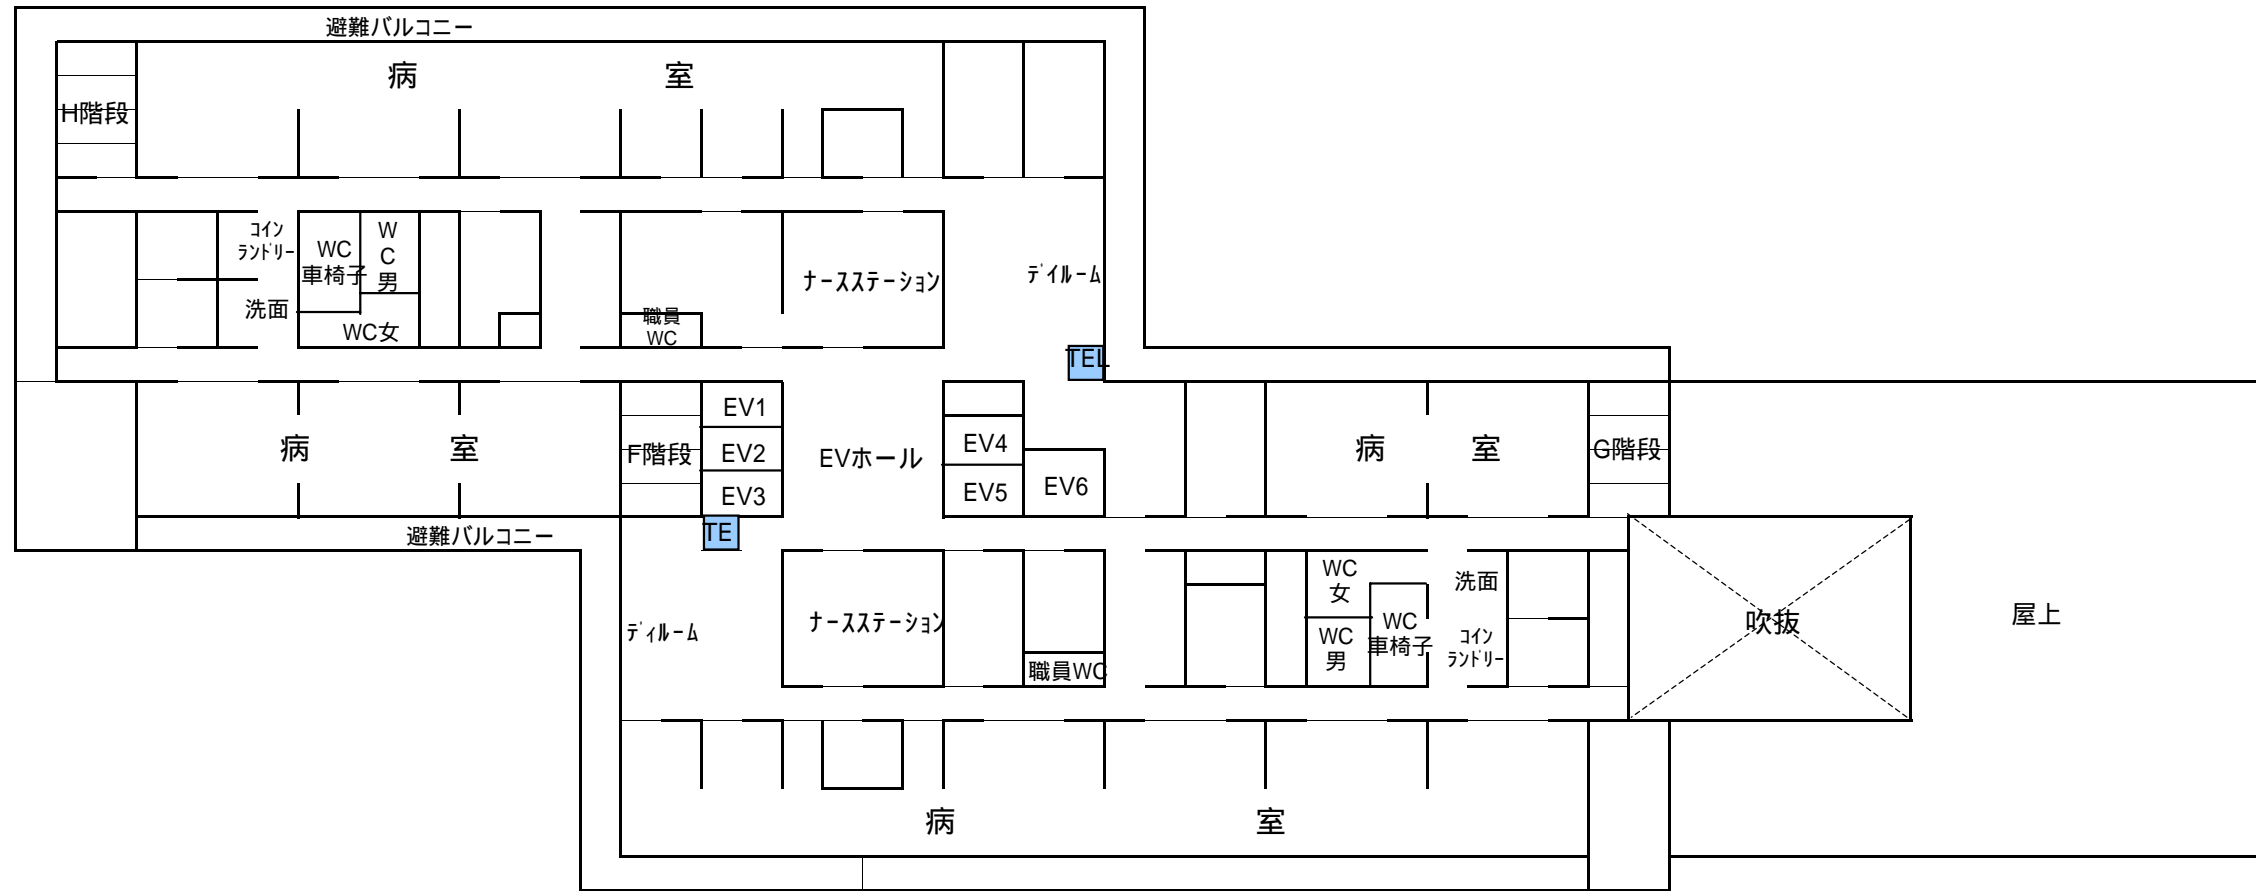 避難バルコニー
病 室
H階段
コイン
ランドリー
洗面
WC
車椅子
W
C
男
WC女
職員
WC
ナースステーション
デイルーム
TEL
病 室
F階段
EV1
EV2
EV3
EVホール
EV4
EV5
EV6
病 室
G階段
避難バルコニー
TE
ディルーム
ナースステーション
職員WC
WC
女
WC
男
WC
車椅子
洗面
コイン
ランドリー
吹抜
屋上
病 室